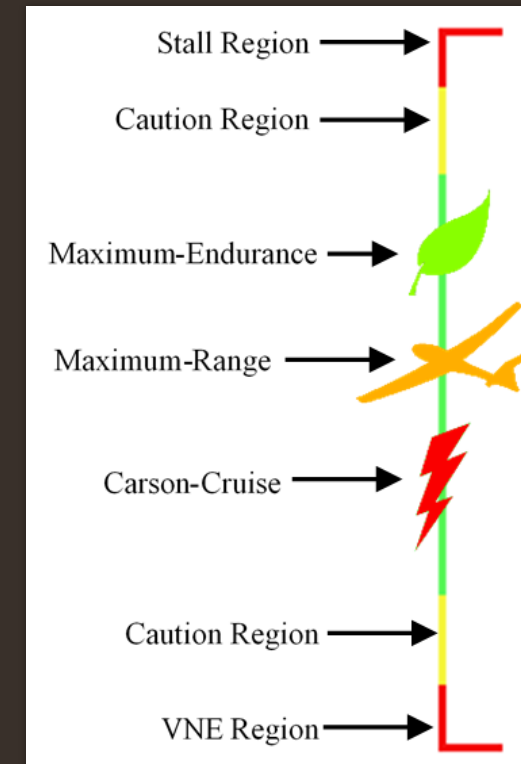 Stall Region
Caution Region
Maximum-Endurance
Maximum-Range
Carson-Cruise
Caution Region
VNE Region